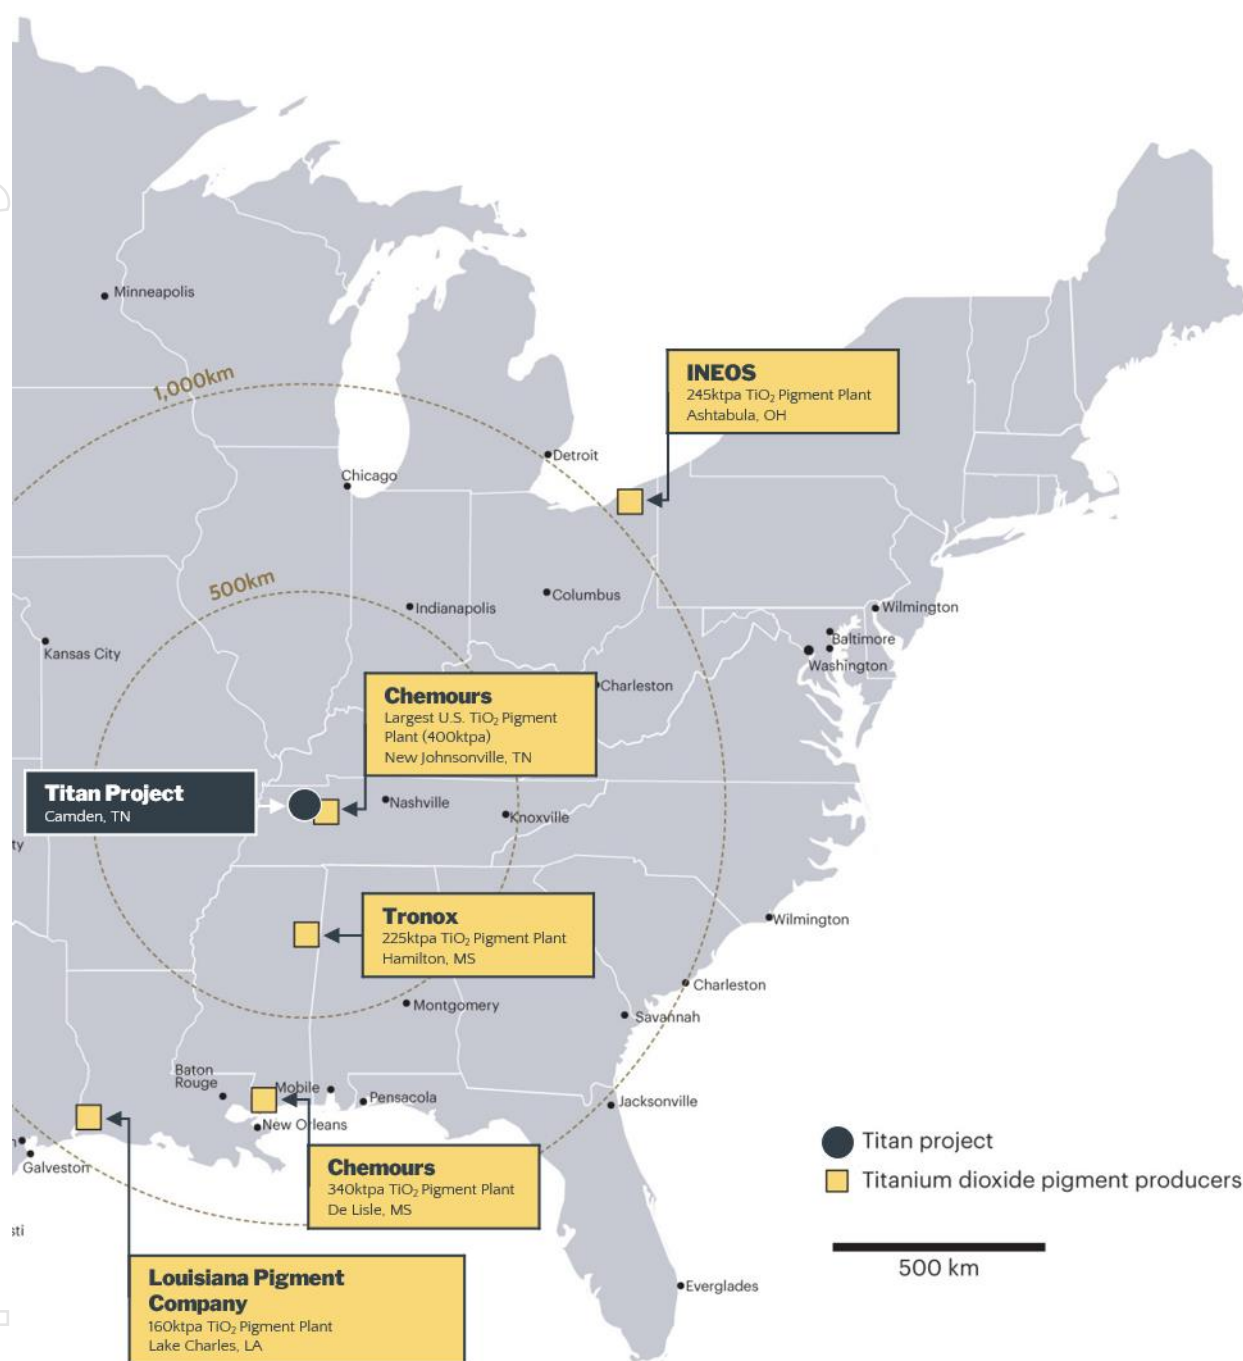 Minneapolis
1,000km
INEOS
245ktpa TiO₂ Pigment Plant
Ashtabula, OH
Detroit
Chicago
500km
Columbus
Indianapolis
Wilmington
Baltimore
Washington
Kansas City
Charleston
Chemours
Largest U.S. TiO₂ Pigment
Plant (400ktpa)
New Johnsonville, TN
Titan Project
Camden, TN
Nashville
Knoxville
ty
Tronox
225ktpa TiO₂ Pigment Plant
Hamilton, MS
Wilmington
Charleston
Montgomery
Savannah
Baton
Rouge
Mobile
Pensacola
Jacksonville
New Orleans
Galveston
Chemours
340ktpa TiO₂ Pigment Plant
De Lisle, MS
Titan project
Titanium dioxide pigment producers
sti
500 km
Louisiana Pigment
Company
160ktpa TiO₂ Pigment Plant
Lake Charles, LA
Everglades